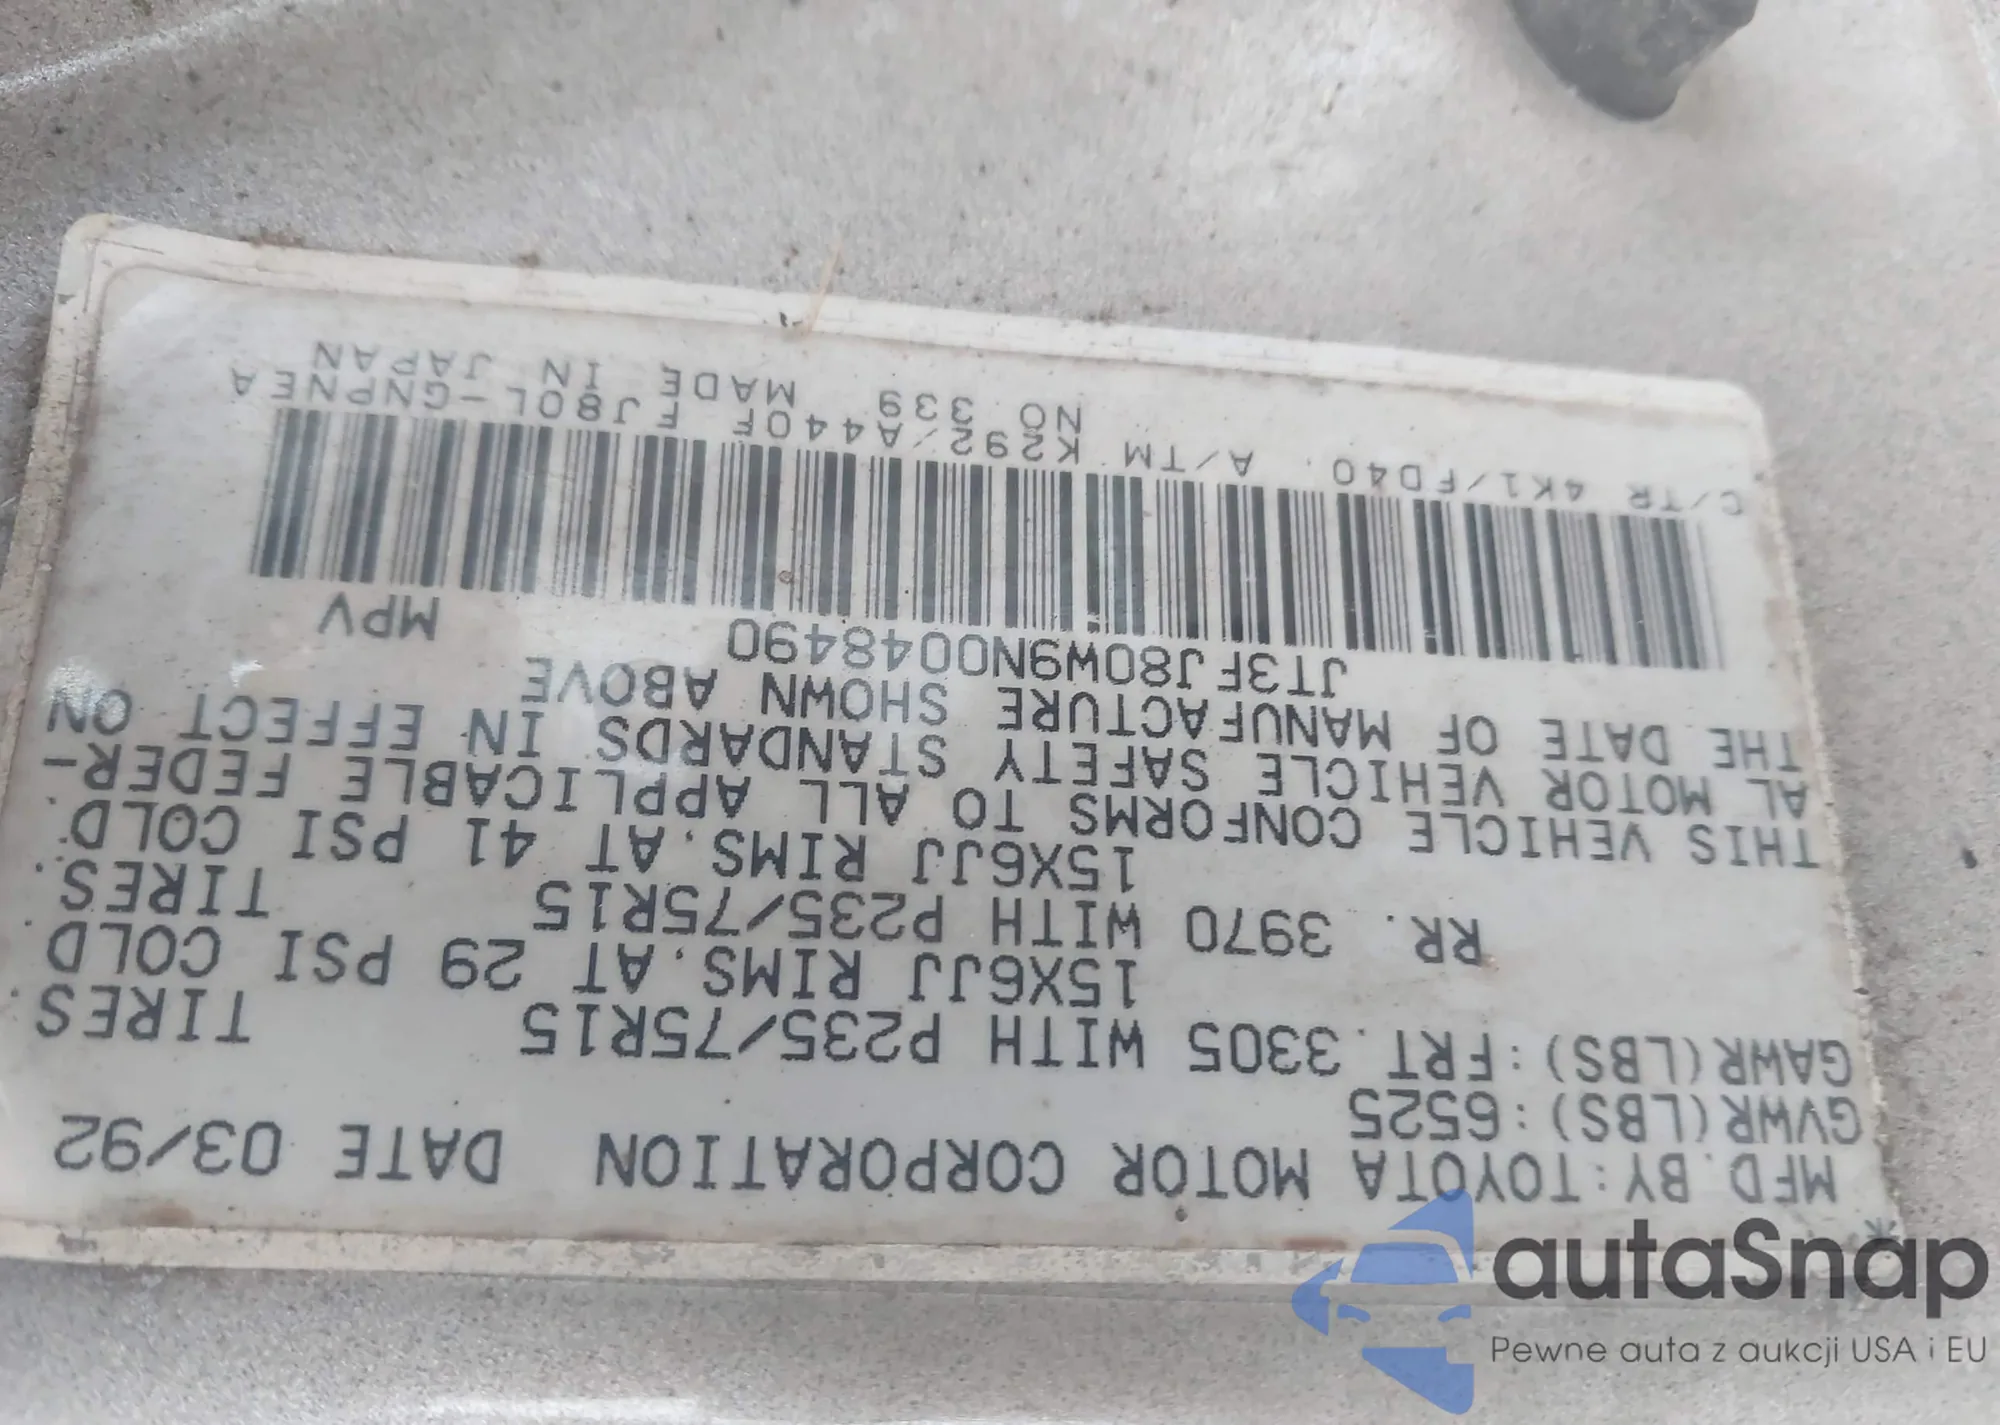 MFD.BY:TOYOTA MOTOR CORPORATION DATE 03/92
GVWR(LBS):6525
GAWR(LBS):FRT.3305 WITH P235/75R15 TIRES
15X6JJ RIMS.AT 29 PSI COLD.
RR. 3970 WITH P235/75R15 TIRES.
15X6JJ RIMS.AT 41 PSI COLD.
THIS VEHICLE CONFORMS TO ALL APPLICABLE FEDER-
AL MOTOR VEHICLE SAFETY STANDARDS IN EFFECT ON
THE DATE OF MANUFACTURE SHOWN ABOVE
JT3FJ80W9N0048490 MPV
C/TR 4K1/FD40. A/TM K292/A440F FJ80L-GNPNEA
NO.339 MADE IN JAPAN
autaSnap
Pewne auta z aukcji USA i EU